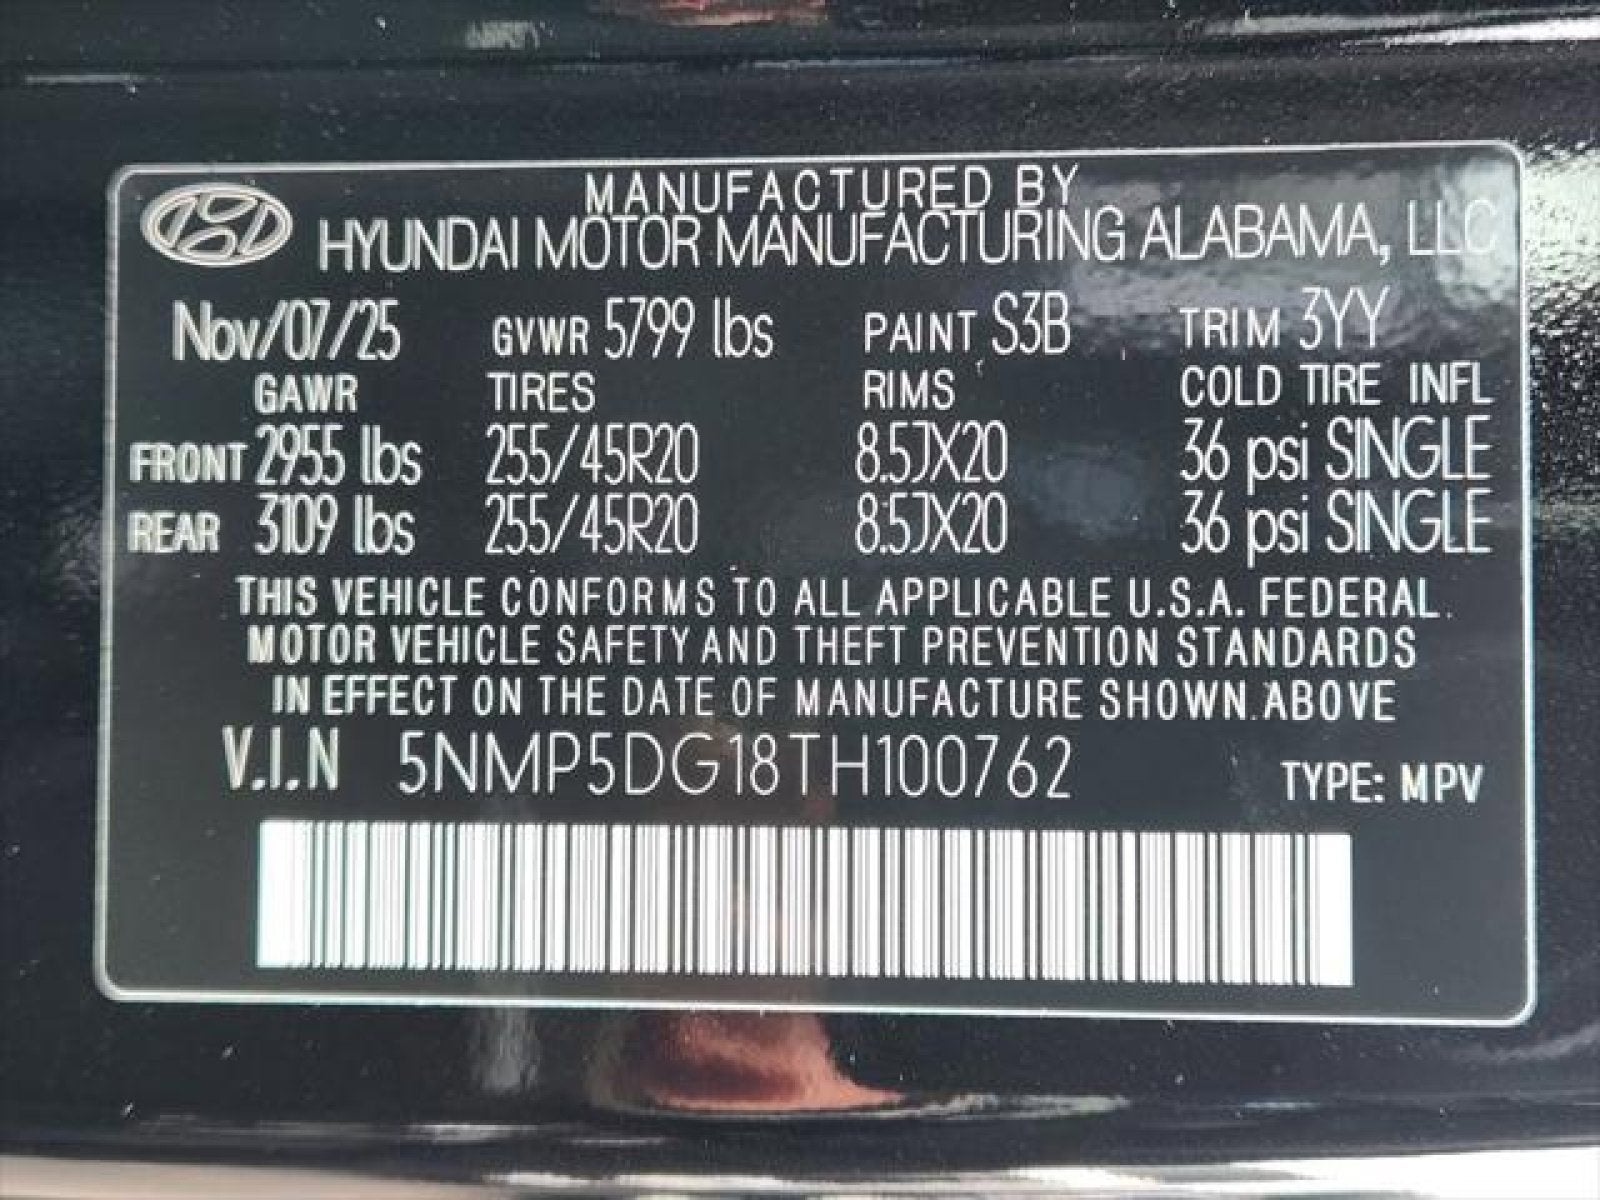 MANUFACTURED BY
HYUNDAI MOTOR MANUFACTURING ALABAMA, LLC
Nov/07/25 GVWR 5799 lbs PAINT S3B TRIM 3YY
GAWR TIRES RIMS COLD TIRE INFL
FRONT 2955 lbs 255/45R20 8.5JX20 36 psi SINGLE
REAR 3109 lbs 255/45R20 8.5JX20 36 psi SINGLE
THIS VEHICLE CONFORMS TO ALL APPLICABLE U.S.A. FEDERAL
MOTOR VEHICLE SAFETY AND THEFT PREVENTION STANDARDS
IN EFFECT ON THE DATE OF MANUFACTURE SHOWN ABOVE
V.I.N 5NMP5DG18TH100762 TYPE: MPV